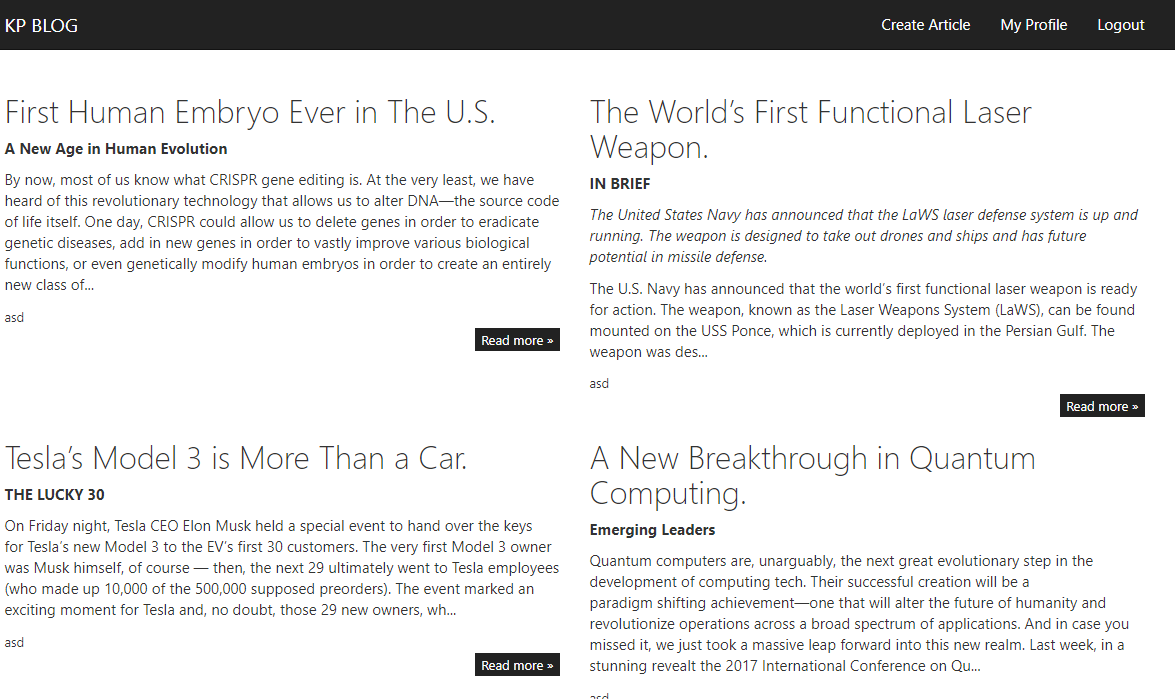 KP BLOG
Create Article My Profile Logout
First Human Embryo Ever in The U.S.
A New Age in Human Evolution
By now, most of us know what CRISPR gene editing is. At the very least, we have
heard of this revolutionary technology that allows us to alter DNA—the source code
of life itself. One day, CRISPR could allow us to delete genes in order to eradicate
genetic diseases, add in new genes in order to vastly improve various biological
functions, or even genetically modify human embryos in order to create an entirely
new class of...
asd
Read more »
The World’s First Functional Laser
Weapon.
IN BRIEF
The United States Navy has announced that the LaWS laser defense system is up and
running. The weapon is designed to take out drones and ships and has future
potential in missile defense.
The U.S. Navy has announced that the world’s first functional laser weapon is ready
for action. The weapon, known as the Laser Weapons System (LaWS), can be found
mounted on the USS Ponce, which is currently deployed in the Persian Gulf. The
weapon was des...
asd
Read more »
Tesla’s Model 3 is More Than a Car.
THE LUCKY 30
On Friday night, Tesla CEO Elon Musk held a special event to hand over the keys
for Tesla’s new Model 3 to the EV’s first 30 customers. The very first Model 3 owner
was Musk himself, of course — then, the next 29 ultimately went to Tesla employees
(who made up 10,000 of the 500,000 supposed preorders). The event marked an
exciting moment for Tesla and, no doubt, those 29 new owners, wh...
asd
Read more »
A New Breakthrough in Quantum
Computing.
Emerging Leaders
Quantum computers are, unarguably, the next great evolutionary step in the
development of computing tech. Their successful creation will be a
paradigm shifting achievement—one that will alter the future of humanity and
revolutionize operations across a broad spectrum of applications. And in case you
missed it, we just took a massive leap forward into this new realm. Last week, in a
stunning revealt the 2017 International Conference on Qu...
asd